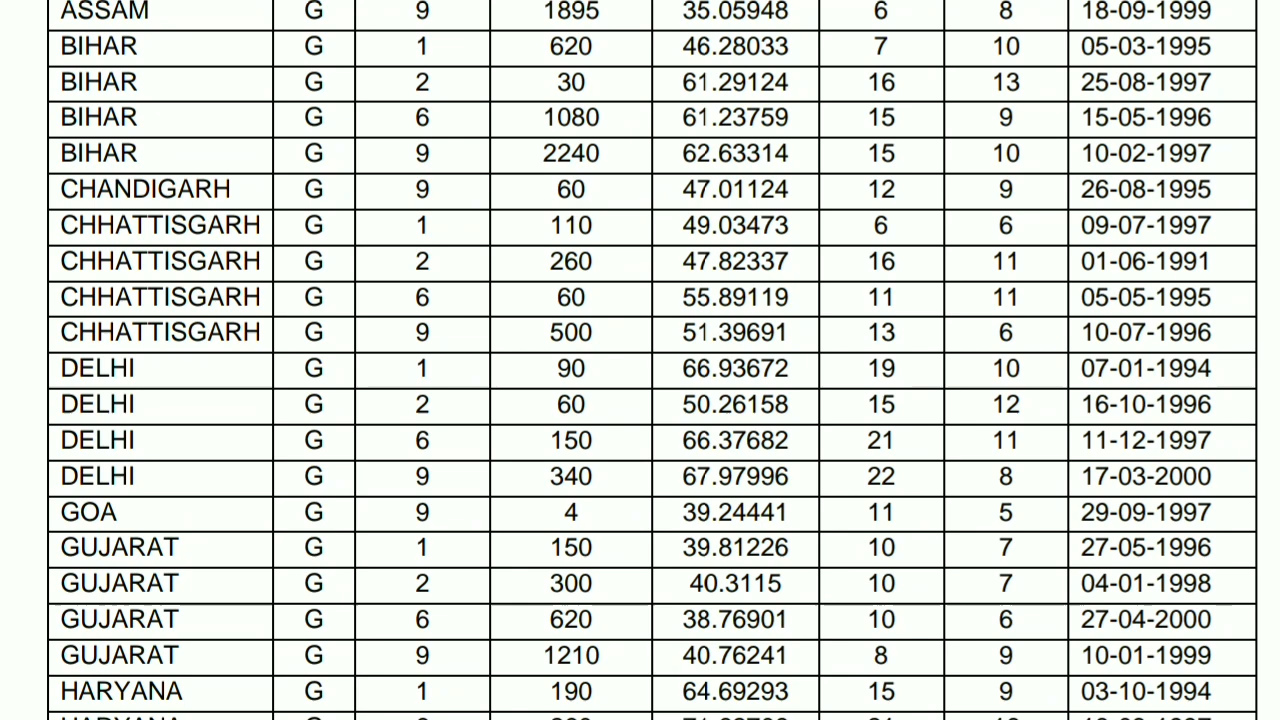 ASSAM G 9 1895 35.05948 6 8 18-09-1999
BIHAR G 1 620 46.28033 7 10 05-03-1995
BIHAR G 2 30 61.29124 16 13 25-08-1997
BIHAR G 6 1080 61.23759 15 9 15-05-1996
BIHAR G 9 2240 62.63314 15 10 10-02-1997
CHANDIGARH G 9 60 47.01124 12 9 26-08-1995
CHHATTISGARH G 1 110 49.03473 6 6 09-07-1997
CHHATTISGARH G 2 260 47.82337 16 11 01-06-1991
CHHATTISGARH G 6 60 55.89119 11 11 05-05-1995
CHHATTISGARH G 9 500 51.39691 13 6 10-07-1996
DELHI G 1 90 66.93672 19 10 07-01-1994
DELHI G 2 60 50.26158 15 12 16-10-1996
DELHI G 6 150 66.37682 21 11 11-12-1997
DELHI G 9 340 67.97996 22 8 17-03-2000
GOA G 9 4 39.24441 11 5 29-09-1997
GUJARAT G 1 150 39.81226 10 7 27-05-1996
GUJARAT G 2 300 40.3115 10 7 04-01-1998
GUJARAT G 6 620 38.76901 10 6 27-04-2000
GUJARAT G 9 1210 40.76241 8 9 10-01-1999
HARYANA G 1 190 64.69293 15 9 03-10-1994
HARYANA G